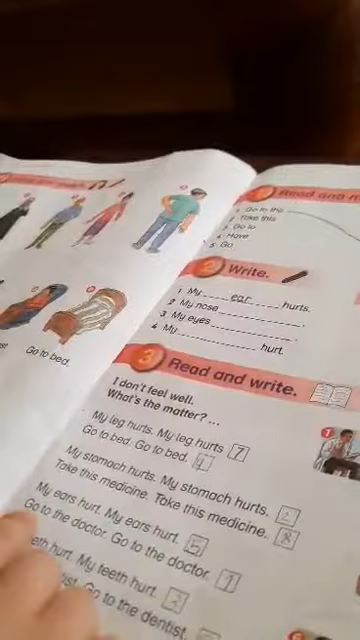 Go to bed.
1 Read and m
1 Go to the
2 Take this
3 Go to
4 Have
5 Go
2 Write.
1 My ear hurts.
2 My nose
3 My eyes
4 My hurt.
3 Read and write.
I don't feel well.
What's the matter? ...
My leg hurts. My leg hurts 7
Go to bed. Go to bed. 4
My stomach hurts. My stomach hurts.
Take this medicine. Take this medicine. 8
My ears hurt. My ears hurt. 5
Go to the doctor. Go to the doctor. 1
eeth hurt. My teeth hurt. 3
ist. Go to the dentist.
1